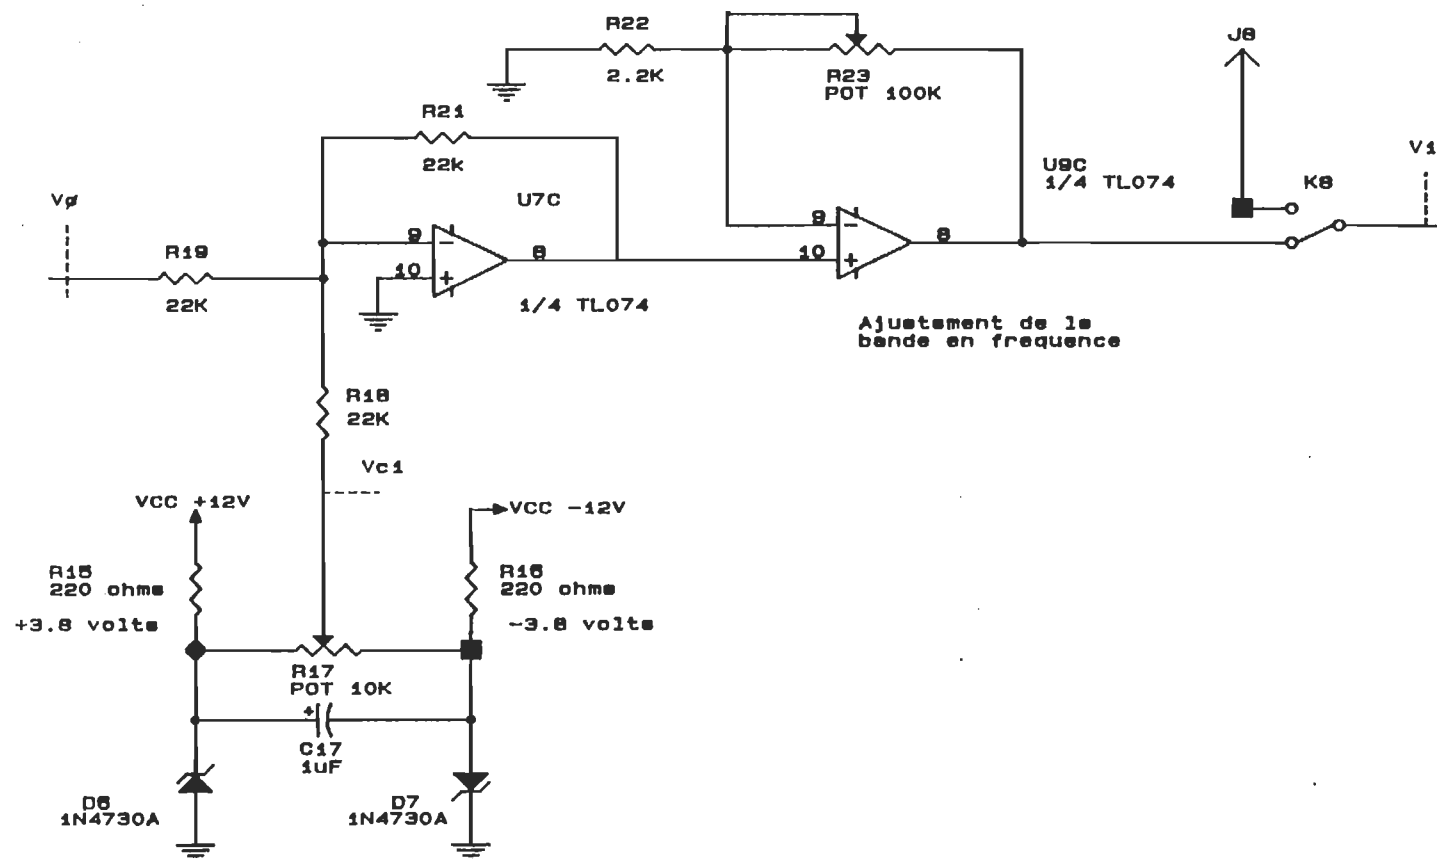 R22
2.2K
J8
R23
POT 100K
R21
22K
U9C
1/4 TL074
V1
K8
U7C
Vø
9
8
R19
9
8
10
10
22K
1/4 TL074
Ajustement de la
bande en frequence
R18
22K
Vc1
VCC +12V
VCC -12V
R15
220 ohms
R16
220 ohms
+3.8 volts
-3.8 volts
R17
POT 10K
+
C17
1uF
D6
1N4730A
D7
1N4730A